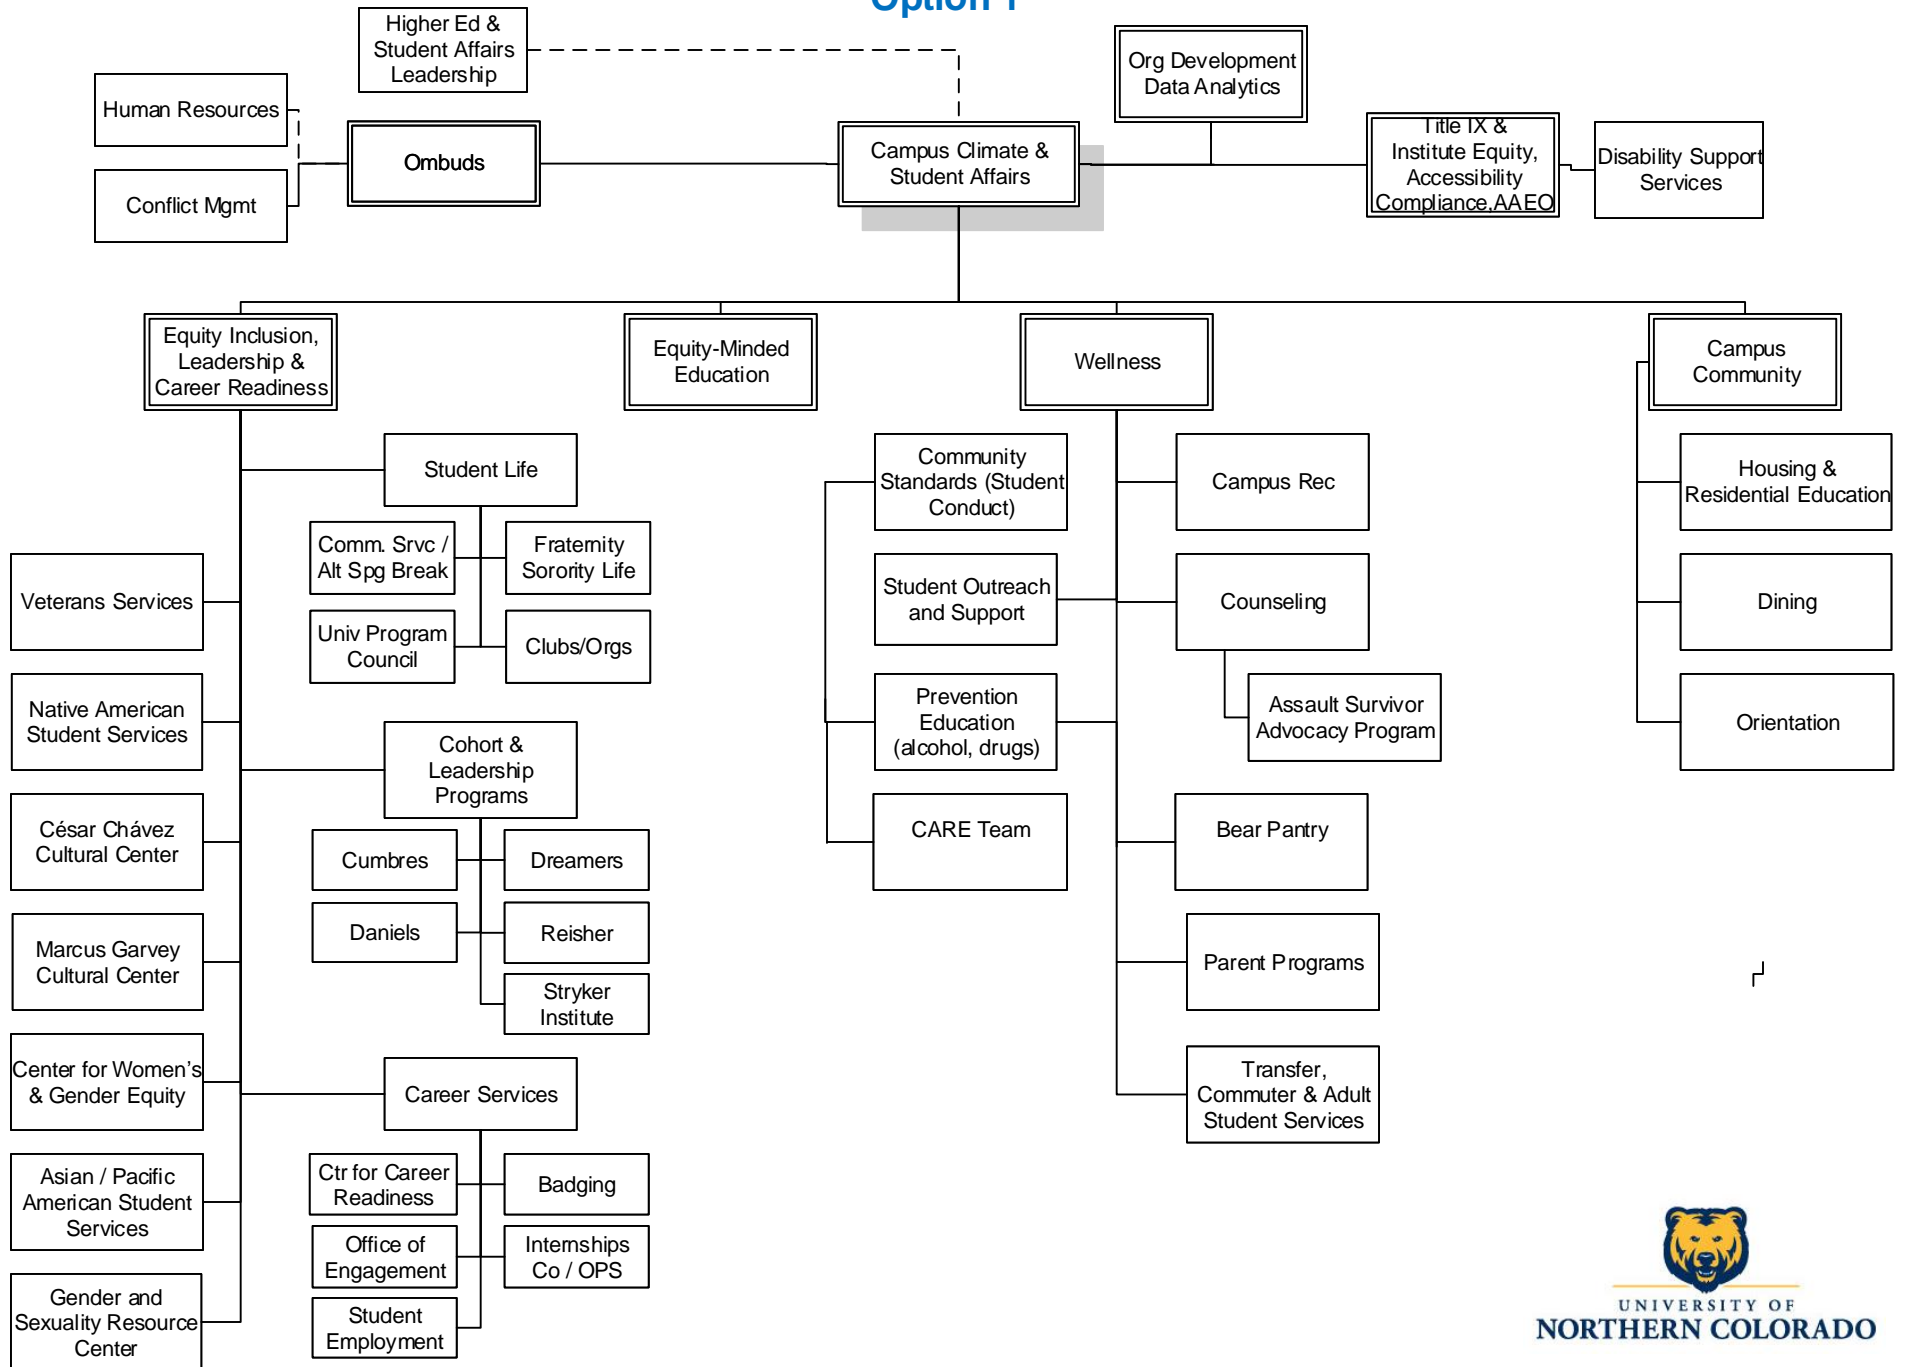 Option 1
Higher Ed &
Student Affairs
Leadership
Org Development
Data Analytics
Human Resources
Conflict Mgmt
Ombuds
Campus Climate &
Student Affairs
Title IX &
Institute Equity,
Accessibility
Compliance,AAEO
Disability Support
Services
Equity Inclusion,
Leadership &
Career Readiness
Equity-Minded
Education
Wellness
Campus
Community
Student Life
Comm. Srvc /
Alt Spg Break
Fraternity
Sorority Life
Univ Program
Council
Clubs/Orgs
Veterans Services
Native American
Student Services
César Chávez
Cultural Center
Marcus Garvey
Cultural Center
Center for Women's
& Gender Equity
Asian / Pacific
American Student
Services
Gender and
Sexuality Resource
Center
Cohort &
Leadership
Programs
Cumbres
Dreamers
Daniels
Reisher
Stryker
Institute
Career Services
Ctr for Career
Readiness
Badging
Office of
Engagement
Internships
Co / OPS
Student
Employment
Community
Standards (Student
Conduct)
Student Outreach
and Support
Prevention
Education
(alcohol, drugs)
CARE Team
Campus Rec
Counseling
Assault Survivor
Advocacy Program
Bear Pantry
Parent Programs
Transfer,
Commuter & Adult
Student Services
Housing &
Residential Education
Dining
Orientation
UNIVERSITY OF
NORTHERN COLORADO